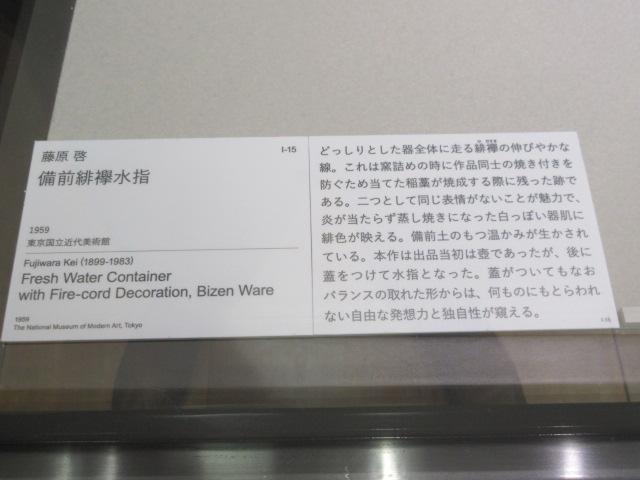 藤原 啓
I-15
備前緋襷水指
1959
東京国立近代美術館
Fujiwara Kei (1899-1983)
Fresh Water Container
with Fire-cord Decoration, Bizen Ware
1959
The National Museum of Modern Art, Tokyo
どっしりとした器全体に走る緋襷の伸びやかな
線。これは窯詰めの時に作品同士の焼き付きを
防ぐため当てた稲藁が焼成する際に残った跡で
ある。二つとして同じ表情がないことが魅力で、
炎が当たらず蒸し焼きになった白っぽい器肌に
緋色が映える。備前土のもつ温かみが生かされ
ている。本作は出品当初は壺であったが、後に
蓋をつけて水指となった。蓋がついてもなお
バランスの取れた形からは、何ものにもとらわれ
ない自由な発想力と独自性が窺える。